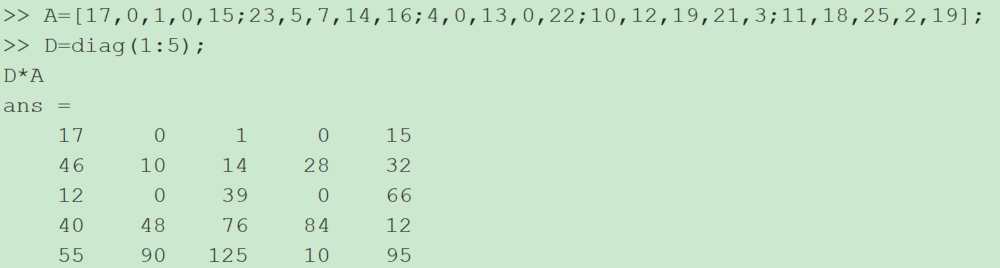 >> A=[17,0,1,0,15;23,5,7,14,16;4,0,13,0,22;10,12,19,21,3;11,18,25,2,19];
>> D=diag(1:5);
D*A
ans =
17 0 1 0 15
46 10 14 28 32
12 0 39 0 66
40 48 76 84 12
55 90 125 10 95